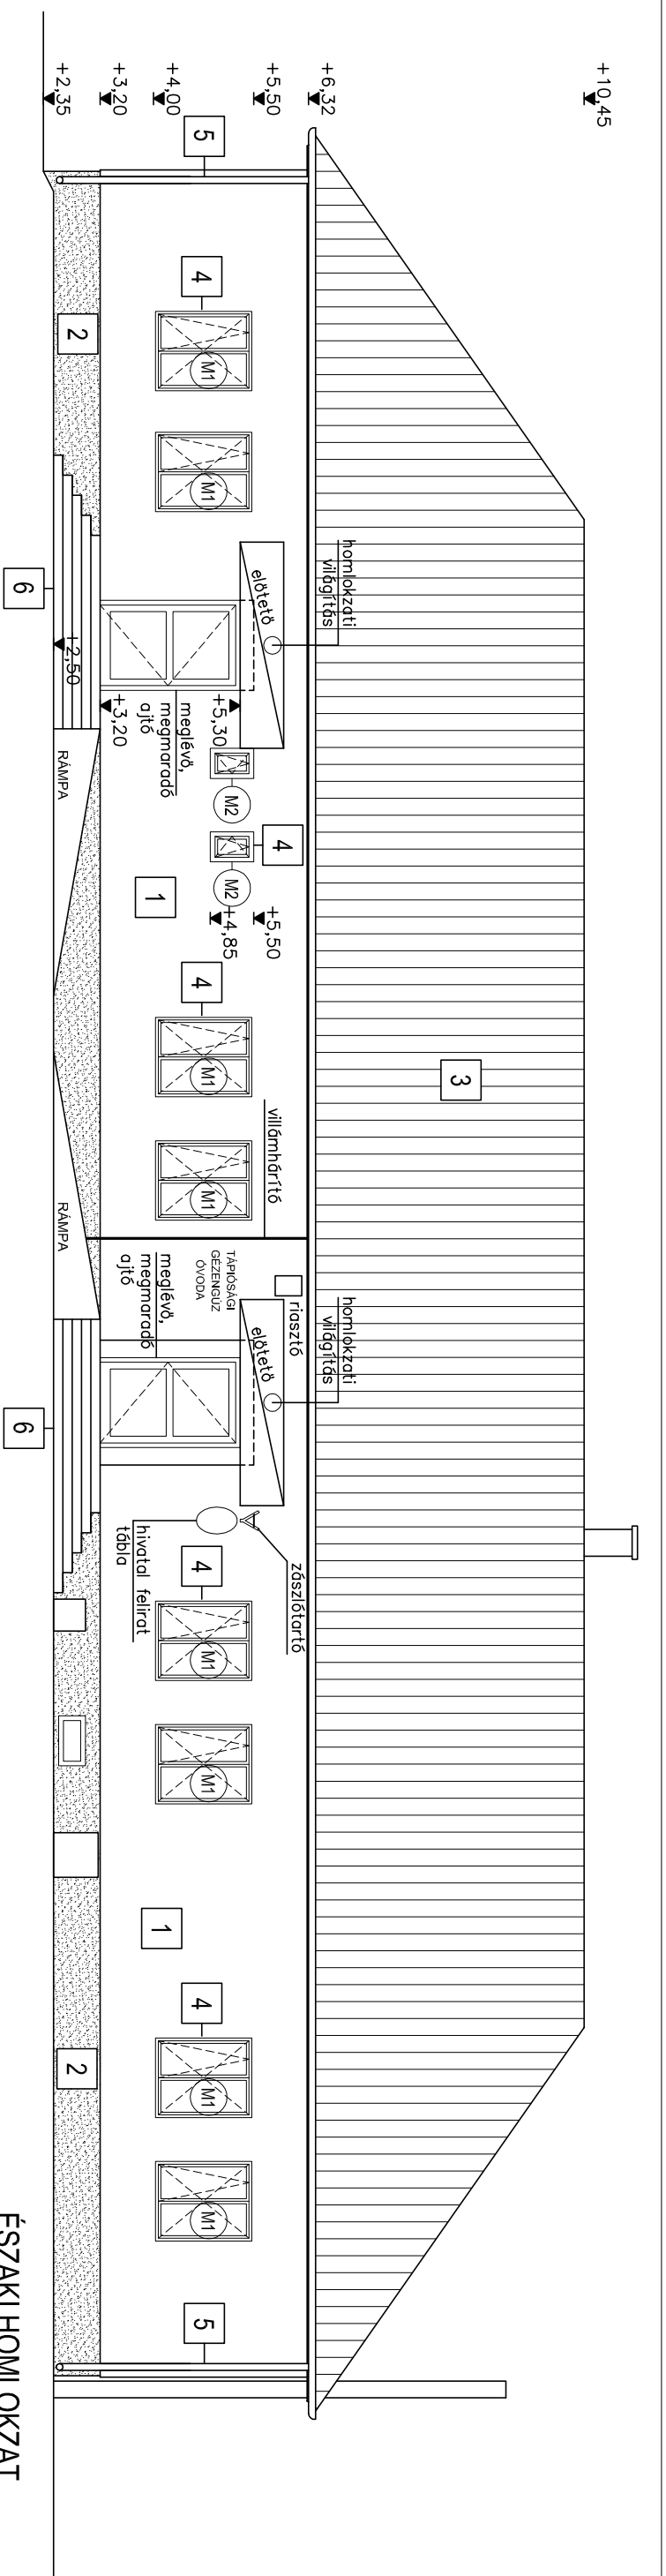 +10,45
+6,32
+5,50
+4,00
+3,20
+2,35
5
4
M1
M1
2
6
homlokzati
világítás
előtető
+2,50
+5,30
+3,20
meglévő,
megmaradó
ajtó
RÁMPA
M2
M2
4
1
+5,50
+4,85
4
M1
M1
3
villámhárító
RÁMPA
TÁPIÓSÁGI
GÉZENGÚZ
ÓVODA
meglévő,
megmaradó
ajtó
riasztó
homlokzati
világítás
előtető
6
hivatal felirat
tábla
zászlótartó
4
M1
M1
1
4
2
M1
M1
5
ÉSZAKI HOMLOKZAT